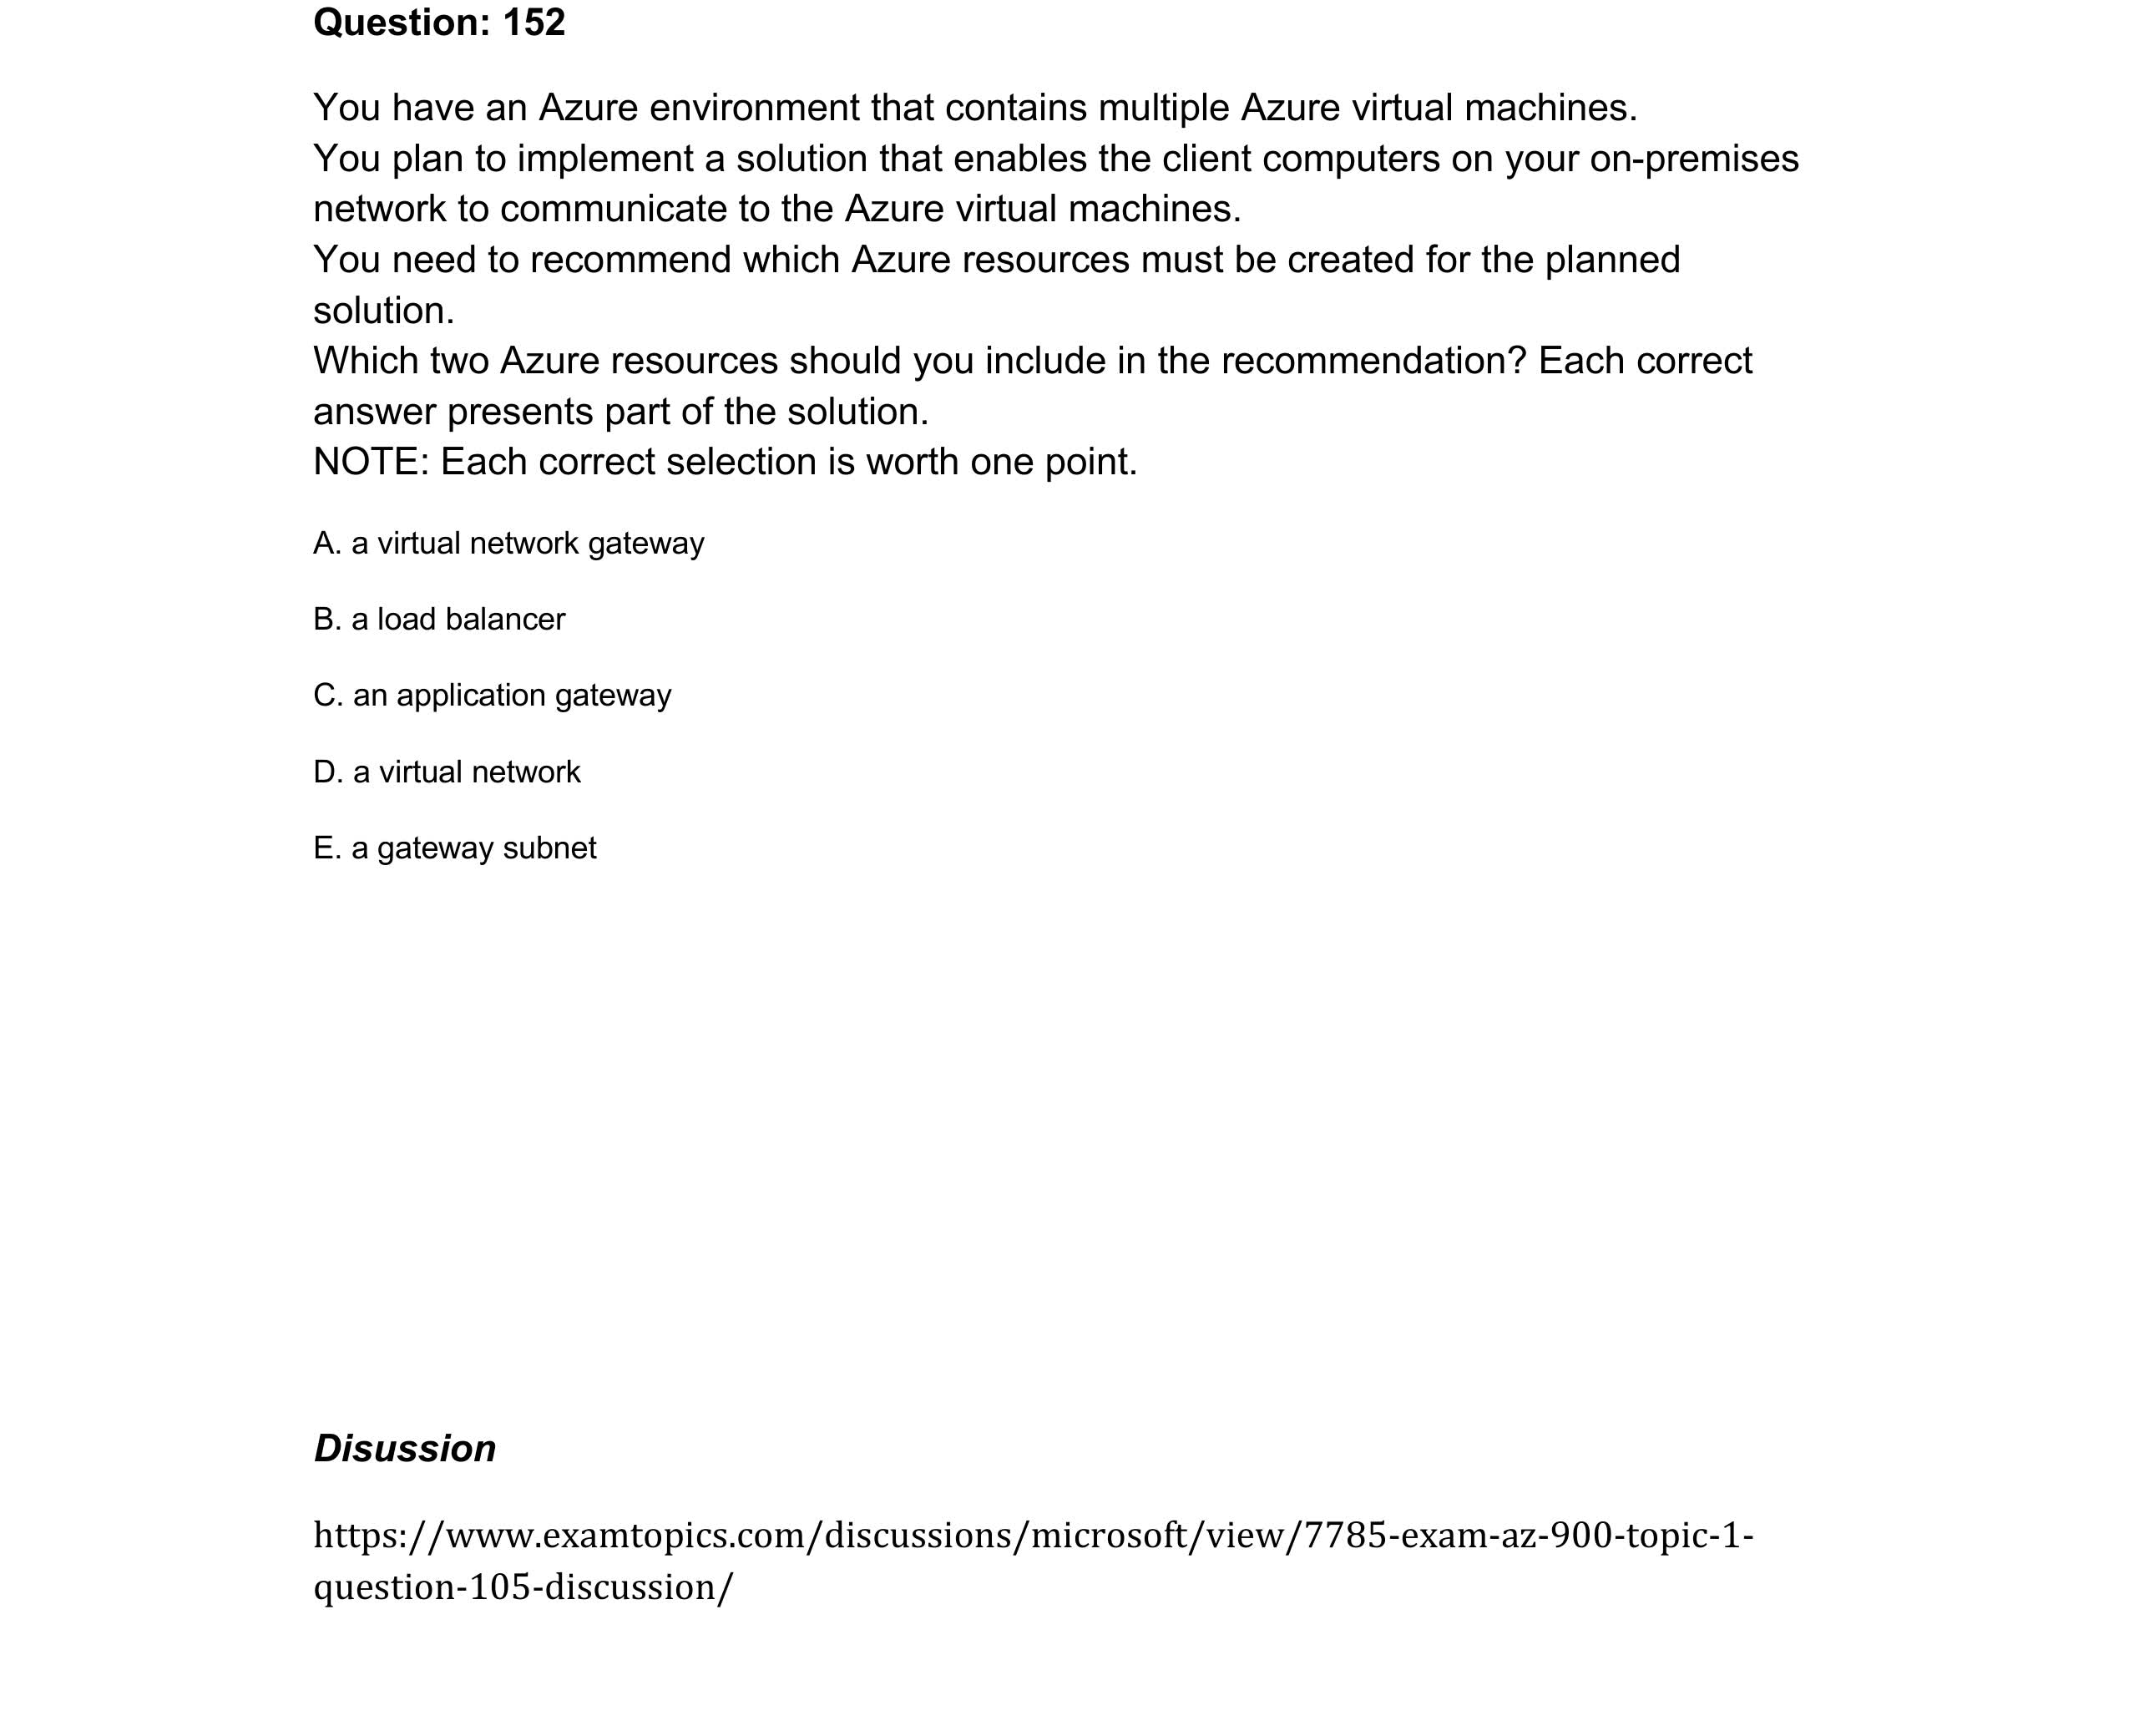 Question: 152
You have an Azure environment that contains multiple Azure virtual machines.
You plan to implement a solution that enables the client computers on your on-premises
network to communicate to the Azure virtual machines.
You need to recommend which Azure resources must be created for the planned
solution.
Which two Azure resources should you include in the recommendation? Each correct
answer presents part of the solution.
NOTE: Each correct selection is worth one point.
A. a virtual network gateway
B. a load balancer
C. an application gateway
D. a virtual network
E. a gateway subnet
Disussion
https://www.examtopics.com/discussions/microsoft/view/7785-exam-az-900-topic-1-
question-105-discussion/